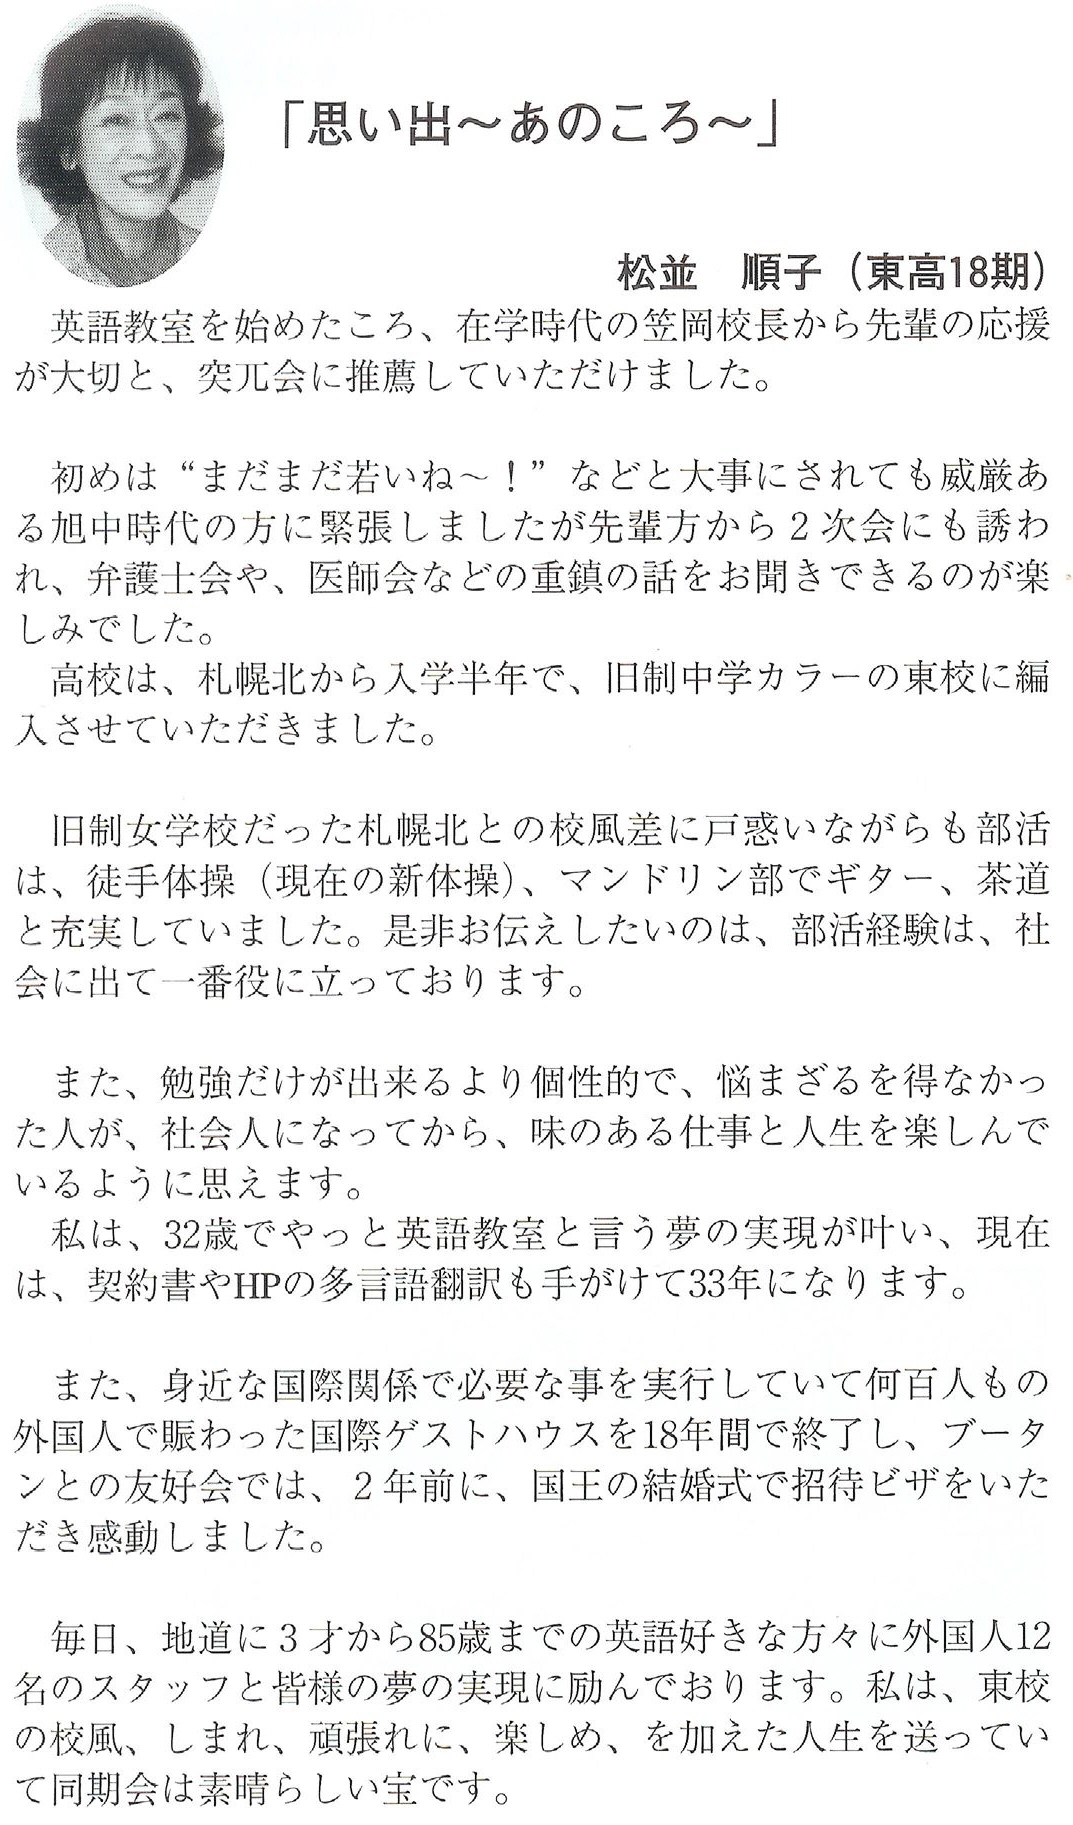 「思い出～あのころ～」
松並　順子（東高18期）
　英語教室を始めたころ、在学時代の笠岡校長から先輩の応援
が大切と、突兀会に推薦していただけました。
　初めは“まだまだ若いね～！”などと大事にされても威厳あ
る旭中時代の方に緊張しましたが先輩方から２次会にも誘わ
れ、弁護士会や、医師会などの重鎮の話をお聞きできるのが楽
しみでした。
　高校は、札幌北から入学半年で、旧制中学カラーの東校に編
入させていただきました。
　旧制女学校だった札幌北との校風差に戸惑いながらも部活
は、徒手体操（現在の新体操）、マンドリン部でギター、茶道
と充実していました。是非お伝えしたいのは、部活経験は、社
会に出て一番役に立っております。
　また、勉強だけが出来るより個性的で、悩まざるを得なかっ
た人が、社会人になってから、味のある仕事と人生を楽しんで
いるように思えます。
　私は、32歳でやっと英語教室と言う夢の実現が叶い、現在
は、契約書やHPの多言語翻訳も手がけて33年になります。
　また、身近な国際関係で必要な事を実行していて何百人もの
外国人で賑わった国際ゲストハウスを18年間で終了し、ブータ
ンとの友好会では、２年前に、国王の結婚式で招待ビザをいた
だき感動しました。
　毎日、地道に３才から85歳までの英語好きな方々に外国人12
名のスタッフと皆様の夢の実現に励んでおります。私は、東校
の校風、しまれ、頑張れに、楽しめ、を加えた人生を送ってい
て同期会は素晴らしい宝です。